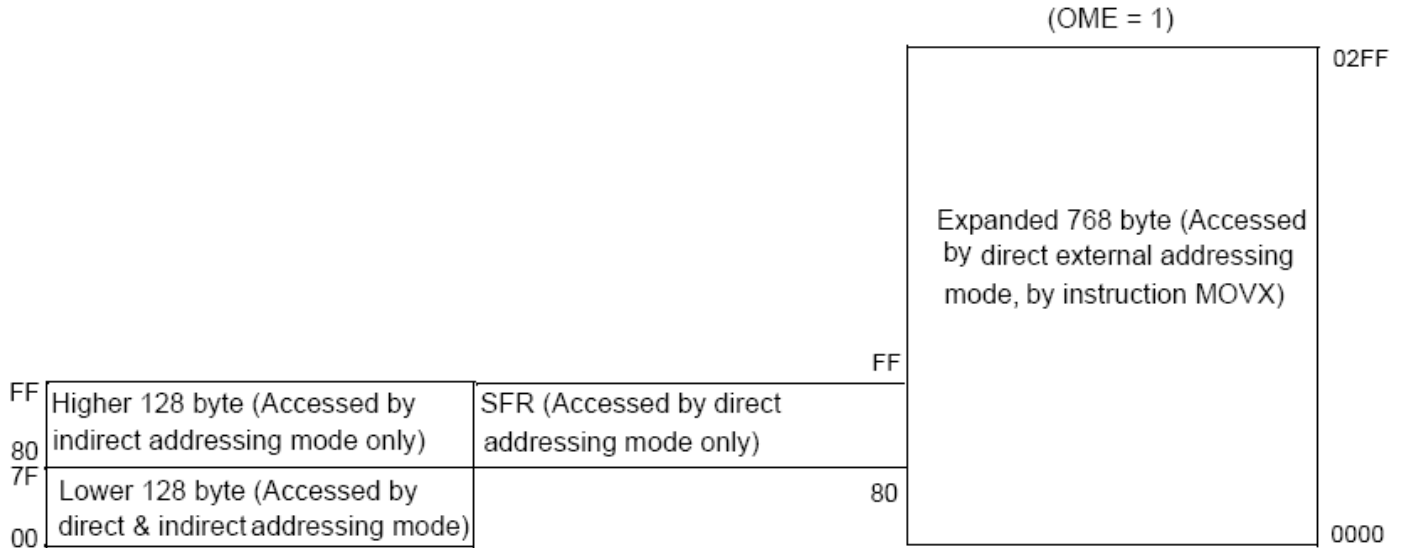 (OME = 1)
02FF
Expanded 768 byte (Accessed
by direct external addressing
mode, by instruction MOVX)
FF
FF
Higher 128 byte (Accessed by
indirect addressing mode only)
80
SFR (Accessed by direct
addressing mode only)
7F
Lower 128 byte (Accessed by
direct & indirect addressing mode)
00
80
0000